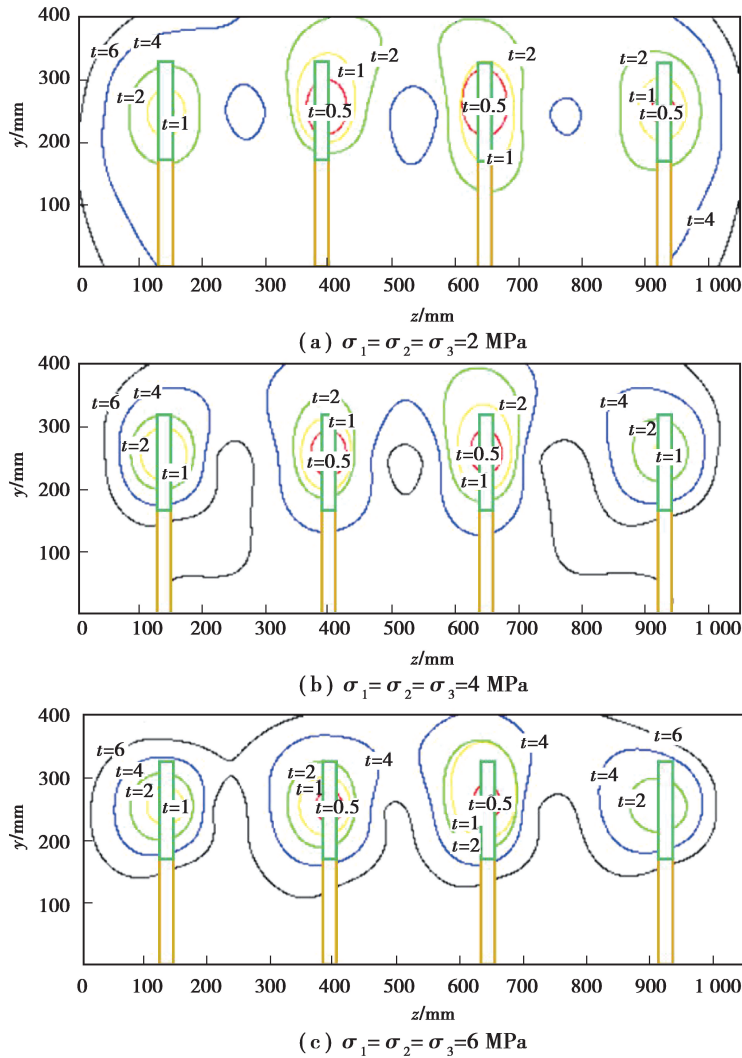 400
300
200
100
y/mm
t=6
t=4
t=2
t=1
t=1
t=2
t=0.5
t=2
t=0.5
t=1
t=2
t=1
t=0.5
t=4
0 100 200 300 400 500 600 700 800 900 1 000
z/mm
(a) σ₁=σ₂=σ₃=2 MPa
400
300
200
100
y/mm
t=6
t=4
t=2
t=1
t=2
t=1
t=0.5
t=2
t=1
t=4
t=2
t=1
0 100 200 300 400 500 600 700 800 900 1 000
z/mm
(b) σ₁=σ₂=σ₃=4 MPa
400
300
200
100
y/mm
t=6
t=4
t=2
t=1
t=4
t=2
t=1
t=0.5
t=4
t=0.5
t=1
t=2
t=6
t=4
t=2
0 100 200 300 400 500 600 700 800 900 1 000
z/mm
(c) σ₁=σ₂=σ₃=6 MPa